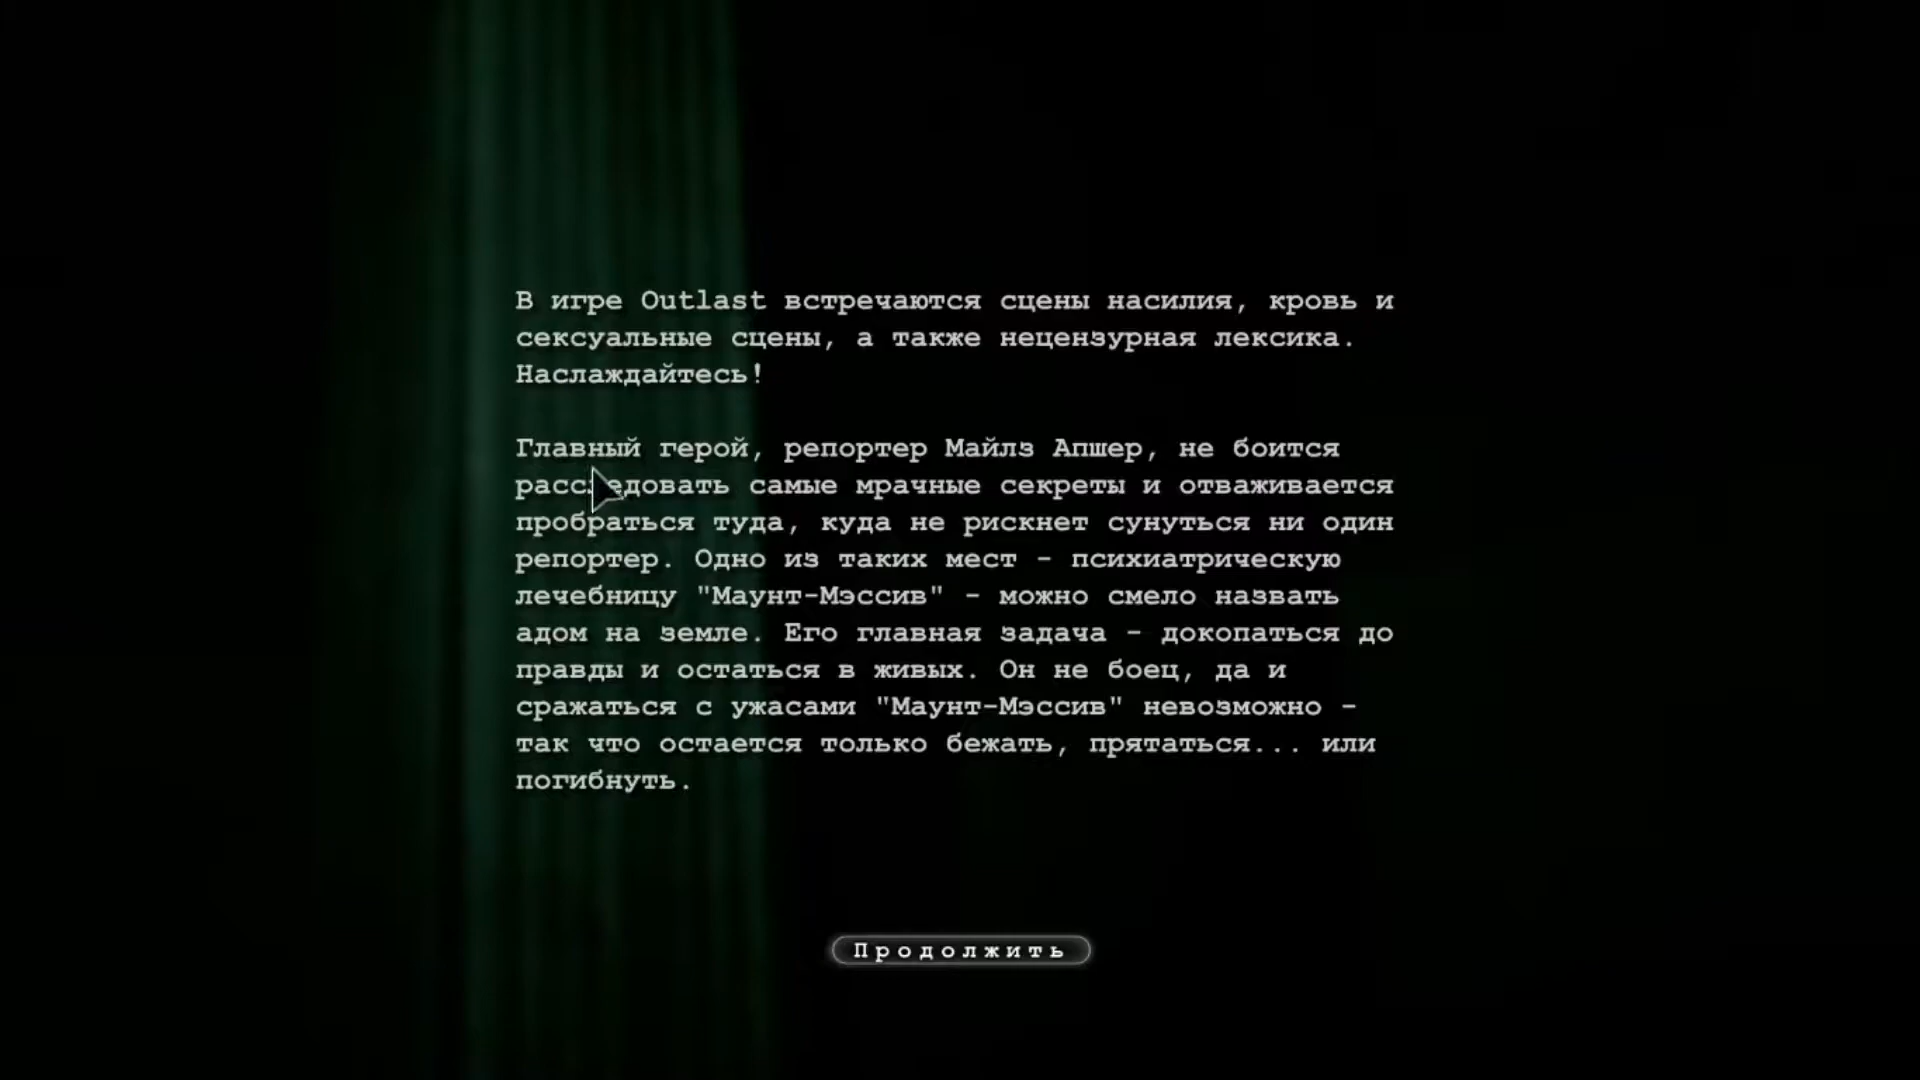 В игре Outlast встречаются сцены насилия, кровь и
сексуальные сцены, а также нецензурная лексика.
Наслаждайтесь!
Главный герой, репортер Майлз Апшер, не боится
расследовать самые мрачные секреты и отваживается
пробраться туда, куда не рискнет сунуться ни один
репортер. Одно из таких мест - психиатрическую
лечебницу "Маунт-Мэссив" - можно смело назвать
адом на земле. Его главная задача - докопаться до
правды и остаться в живых. Он не боец, да и
сражаться с ужасами "Маунт-Мэссив" невозможно -
так что остается только бежать, прятаться... или
погибнуть.
Продолжить